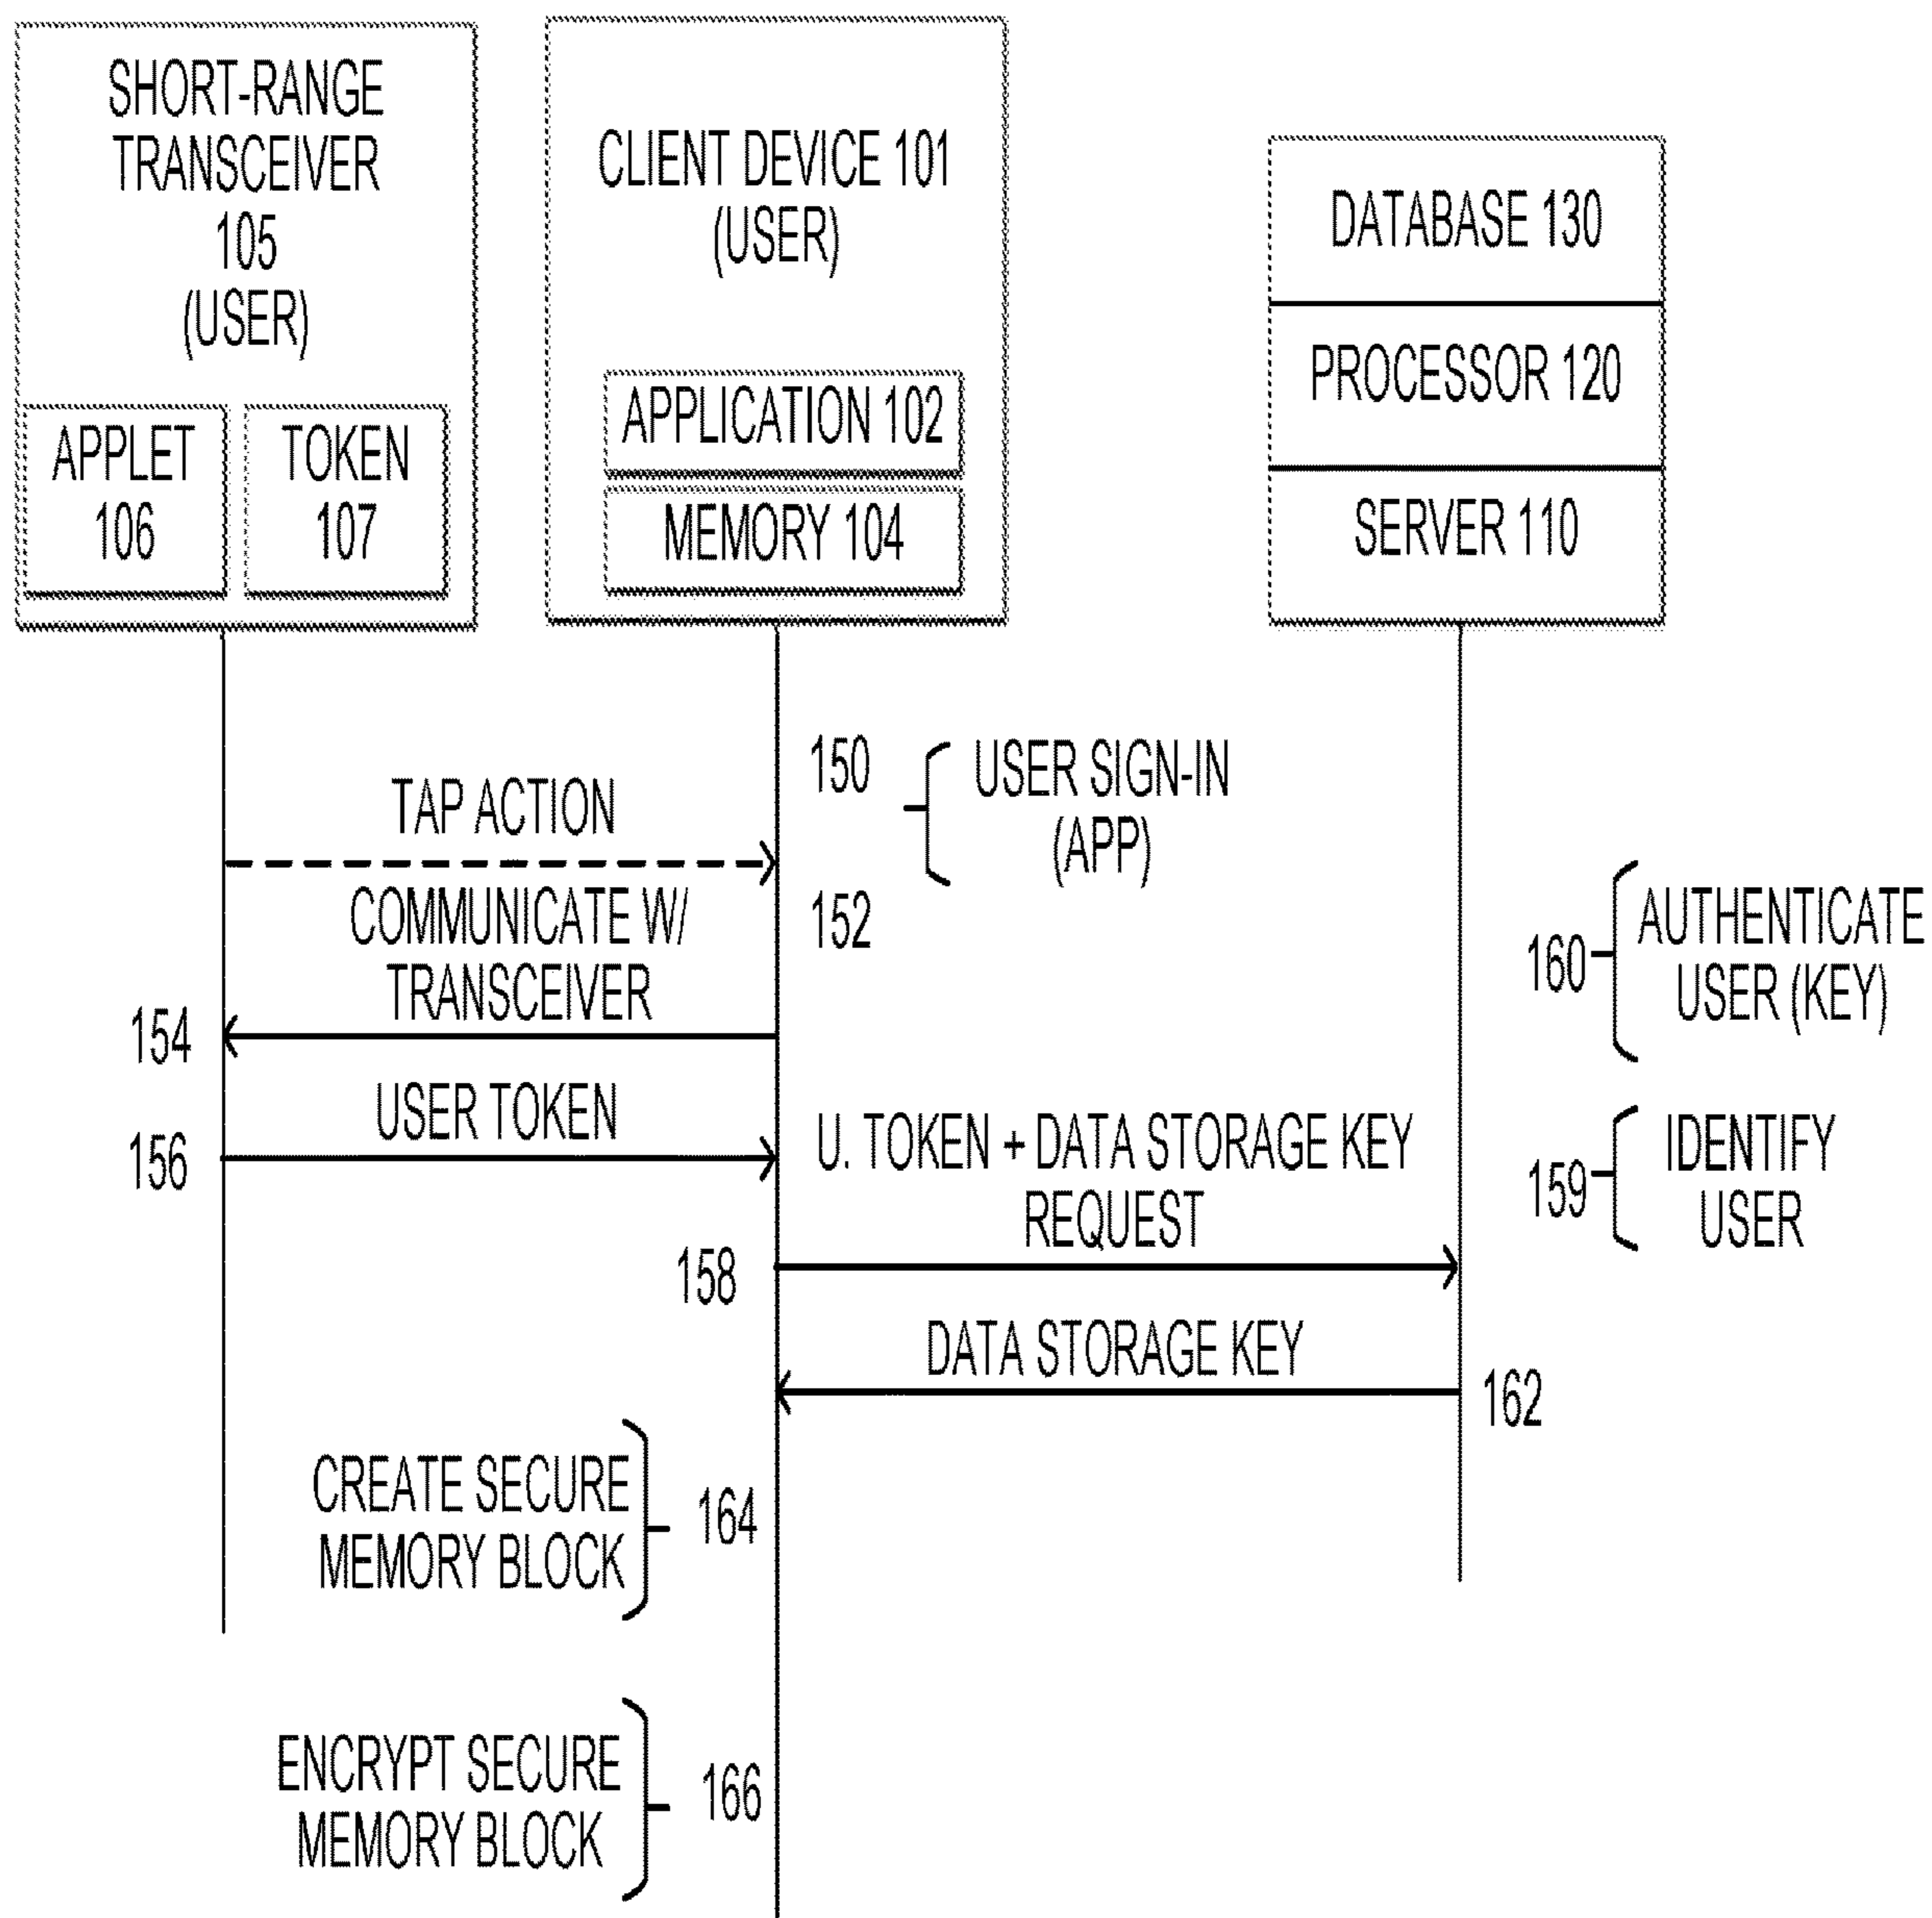 SHORT-RANGE
TRANSCEIVER
105
(USER)
APPLET
106
TOKEN
107
CLIENT DEVICE 101
(USER)
APPLICATION 102
MEMORY 104
DATABASE 130
PROCESSOR 120
SERVER 110
150
USER SIGN-IN
(APP)
TAP ACTION
152
COMMUNICATE W/
TRANSCEIVER
154
160
AUTHENTICATE
USER (KEY)
USER TOKEN
156
U. TOKEN + DATA STORAGE KEY
REQUEST
158
159
IDENTIFY
USER
DATA STORAGE KEY
162
CREATE SECURE
MEMORY BLOCK
164
ENCRYPT SECURE
MEMORY BLOCK
166